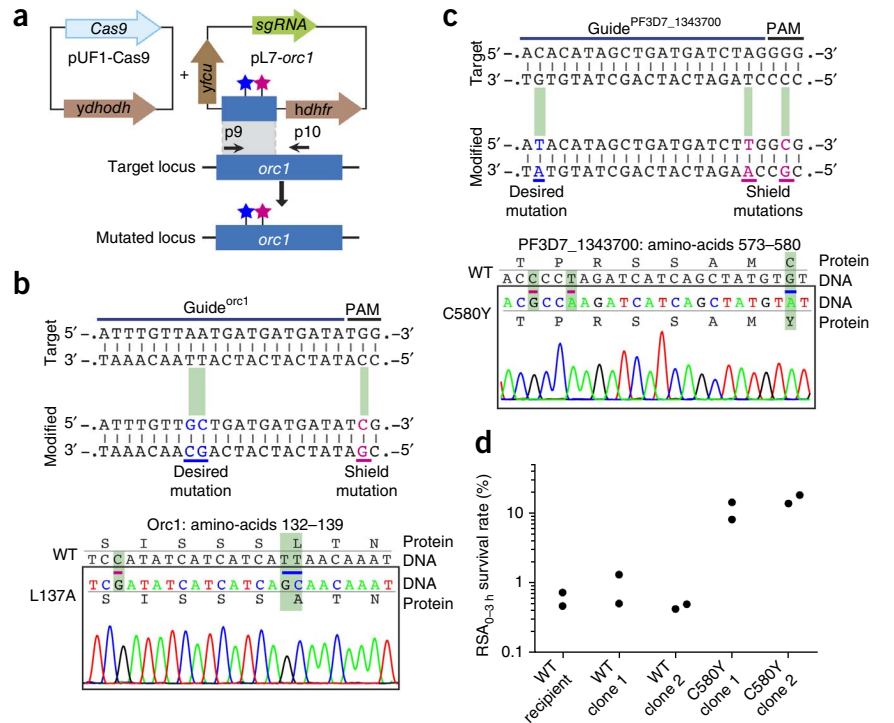 a
Cas9
pUF1-Cas9
ydhodh
+
sgRNA
pL7-orc1
yfcu
hdhfr
p9
p10
Target locus
orc1
Mutated locus
orc1
b
Guide^orc1
PAM
Target
5′ -.ATTTGTTAATGATGATGATATGG.-3′
3′ -.TAAACAATTACTACTACTATACC.-5′
Modified
5′ -.ATTTGTTGCTGATGATGATATCG.-3′
3′ -.TAAACAACGACTACTACTATAGC.-5′
Desired mutation
Shield mutation
Orc1: amino-acids 132–139
S I S S S L T N Protein
WT
TCCATATCATCATCATTAACAAAT DNA
L137A
TCGATATCATCATCAGCAACAAAT DNA
S I S S S A T N Protein
c
Guide^PF3D7_1343700
PAM
Target
5′ -.ACACATAGCTGATGATCTAGGGG.-3′
3′ -.TGTGTATCGACTACTAGATCCCC.-5′
Modified
5′ -.ATACATAGCTGATGATCTTGGCG.-3′
3′ -.TATGTATCGACTACTAGAACCGC.-5′
Desired mutation
Shield mutations
PF3D7_1343700: amino-acids 573–580
T P R S S A M C Protein
WT
ACCCCTAGATCATCAGCTATGTGT DNA
C580Y
ACGCCAAGATCATCAGCTATGTAT DNA
T P R S S A M Y Protein
d
RSA0–3 h survival rate (%)
10
1
0.1
WT recipient
WT clone 1
WT clone 2
C580Y clone 1
C580Y clone 2